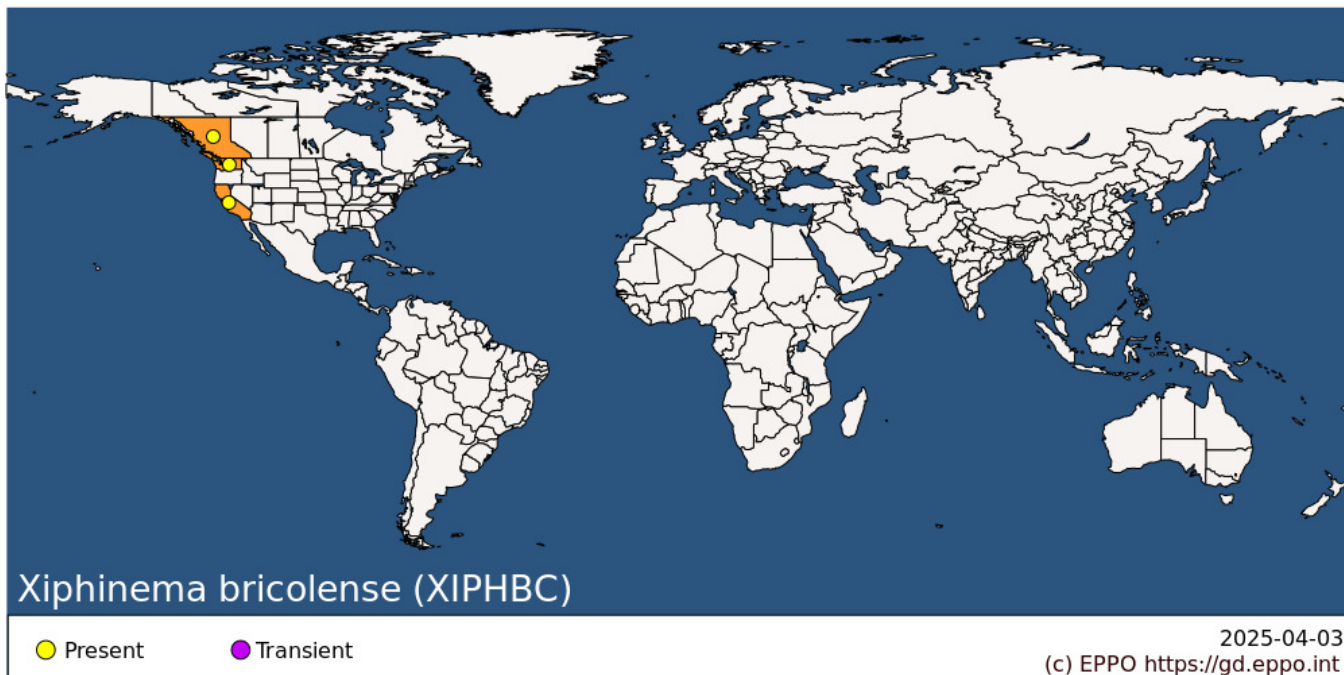 Xiphinema bricolense (XIPHBC)
Present
Transient
2025-04-03
(c) EPPO https://gd.eppo.int